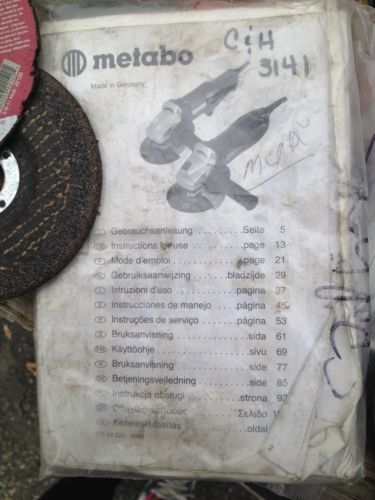 metabo
Made in Germany
C&H
3141
Gebrauchsanleitung ........ Seite 5
Instructions for use ........ page 13
Mode d'emploi ........ page 21
Gebruiksaanwijzing ........ bladzijde 29
Istruzioni d'uso ........ pagina 37
Instrucciones de manejo ........ página 45
Instruções de serviço ........ página 53
Bruksanvisning ........ sida 61
Käyttöohje ........ sivu 69
Bruksanvisning ........ side 77
Betjeningsvejledning ........ side 85
Instrukcja obsługi ........ strona
Σελίδα
Kezelési utasítás ........ oldal